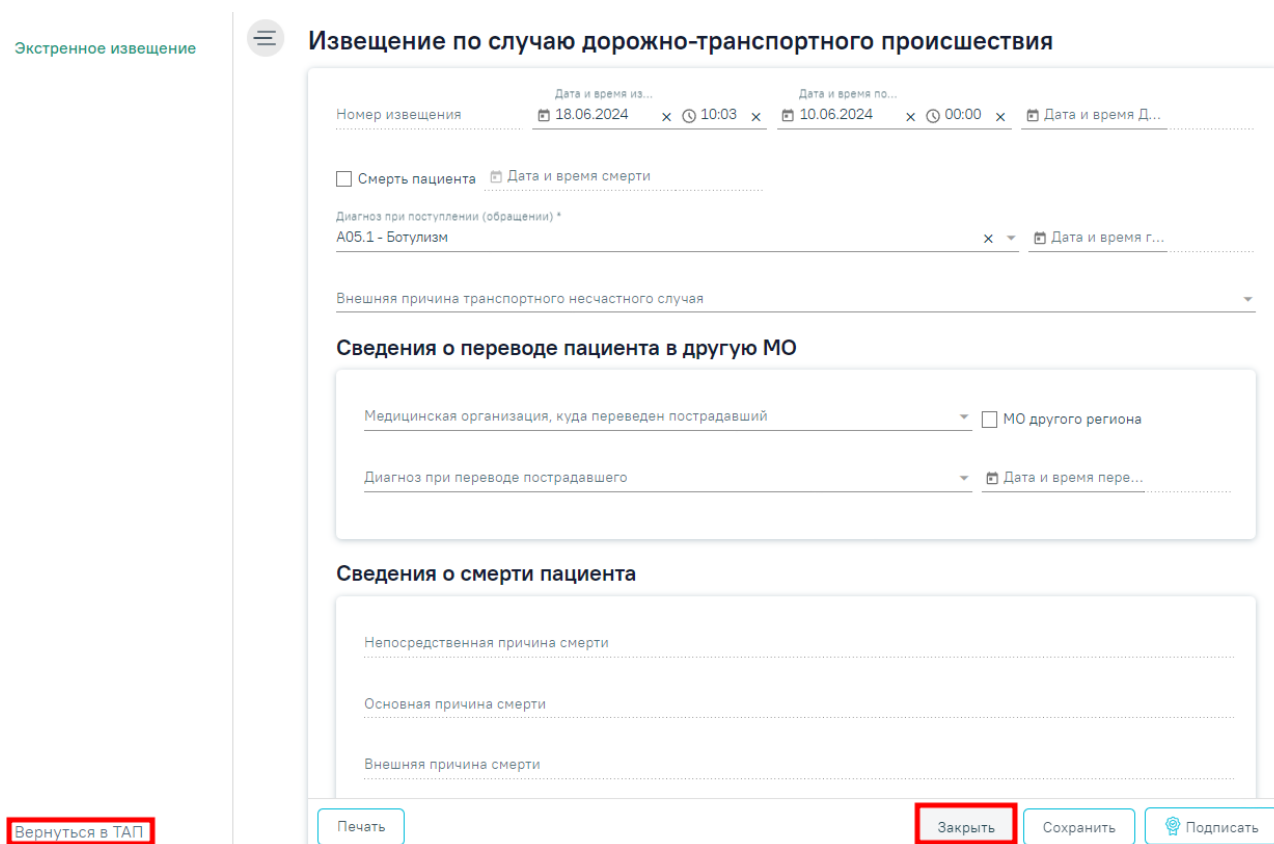 Экстренное извещение
Извещение по случаю дорожно-транспортного происшествия
Дата и время из... Дата и время по...
Номер извещения 18.06.2024 10:03 10.06.2024 00:00 Дата и время Д...
Смерть пациента Дата и время смерти
Диагноз при поступлении (обращении) *
A05.1 - Ботулизм Дата и время г...
Внешняя причина транспортного несчастного случая
Сведения о переводе пациента в другую МО
Медицинская организация, куда переведен пострадавший МО другого региона
Диагноз при переводе пострадавшего Дата и время пере...
Сведения о смерти пациента
Непосредственная причина смерти
Основная причина смерти
Внешняя причина смерти
Вернуться в ТАП Печать Закрыть Сохранить Подписать